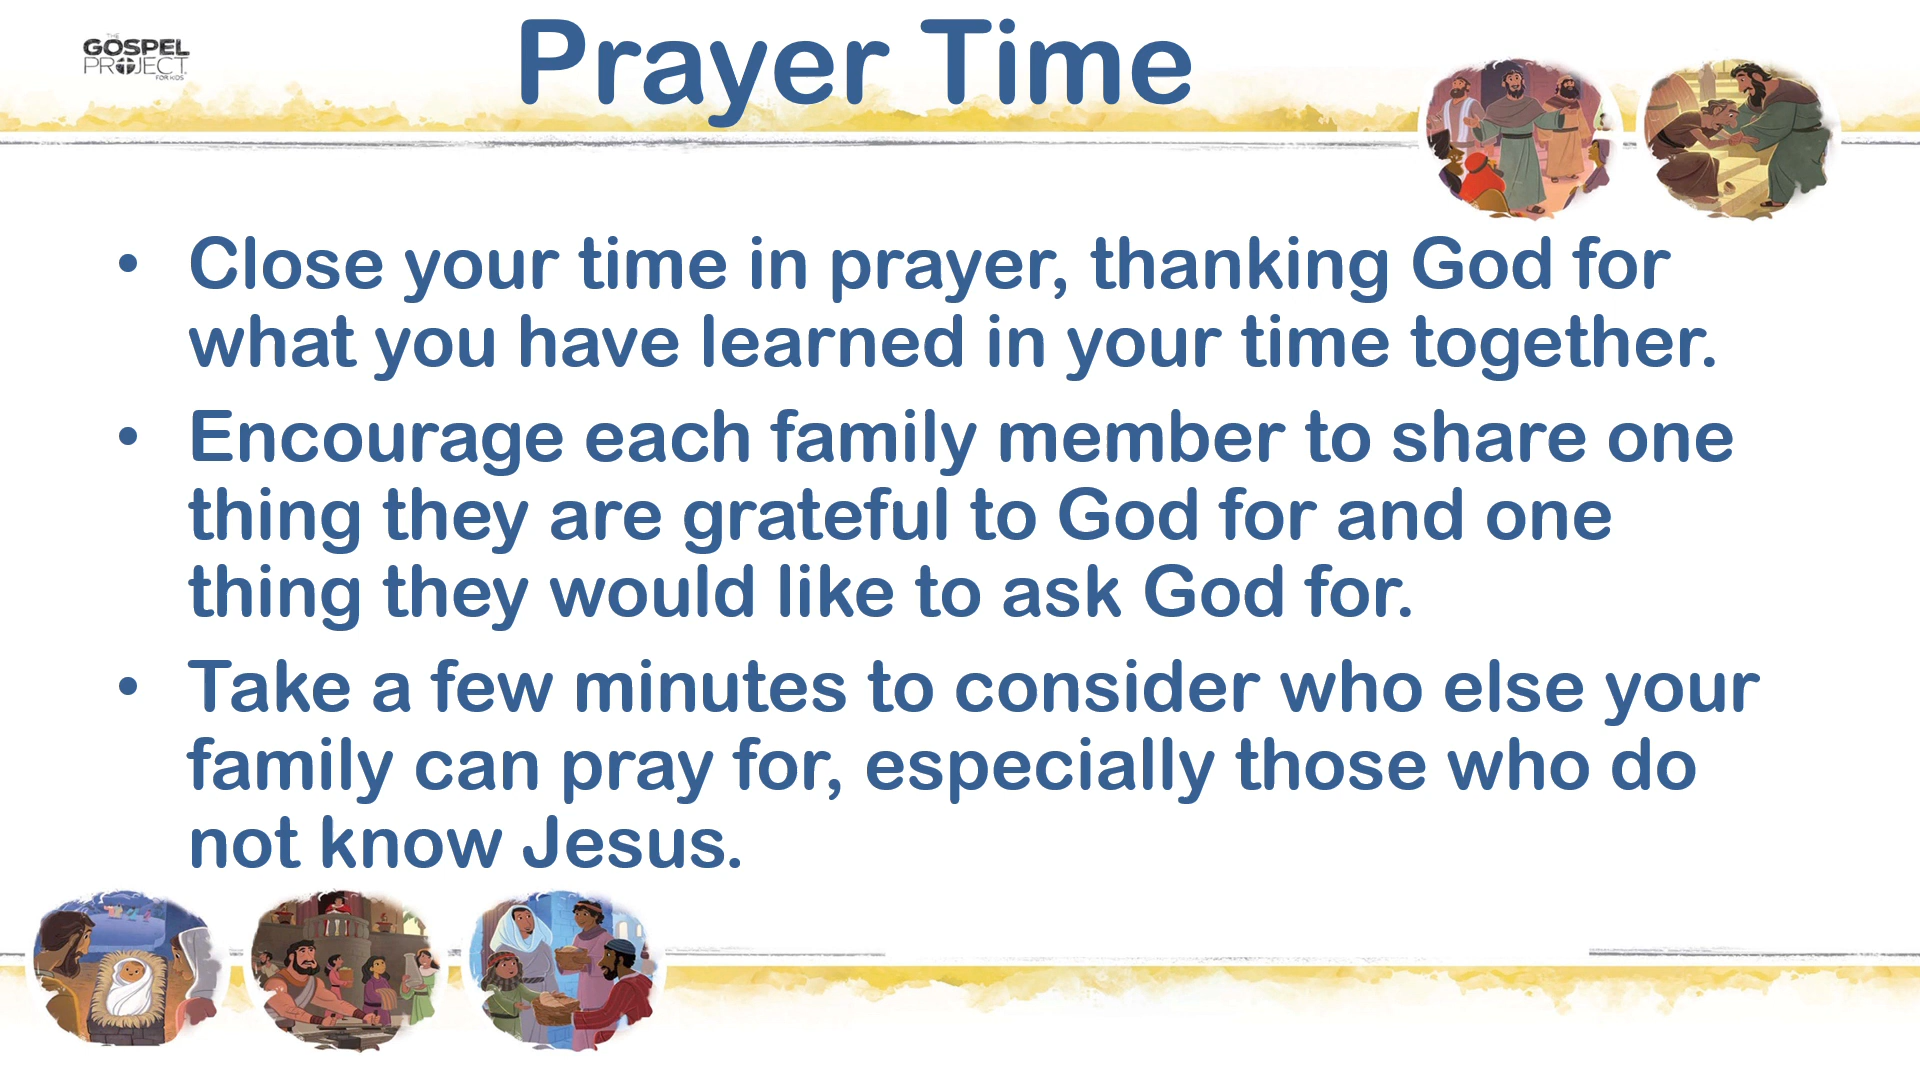 THE
GOSPEL
PROJECT
FOR KIDS
Prayer Time
• Close your time in prayer, thanking God for
what you have learned in your time together.
• Encourage each family member to share one
thing they are grateful to God for and one
thing they would like to ask God for.
• Take a few minutes to consider who else your
family can pray for, especially those who do
not know Jesus.